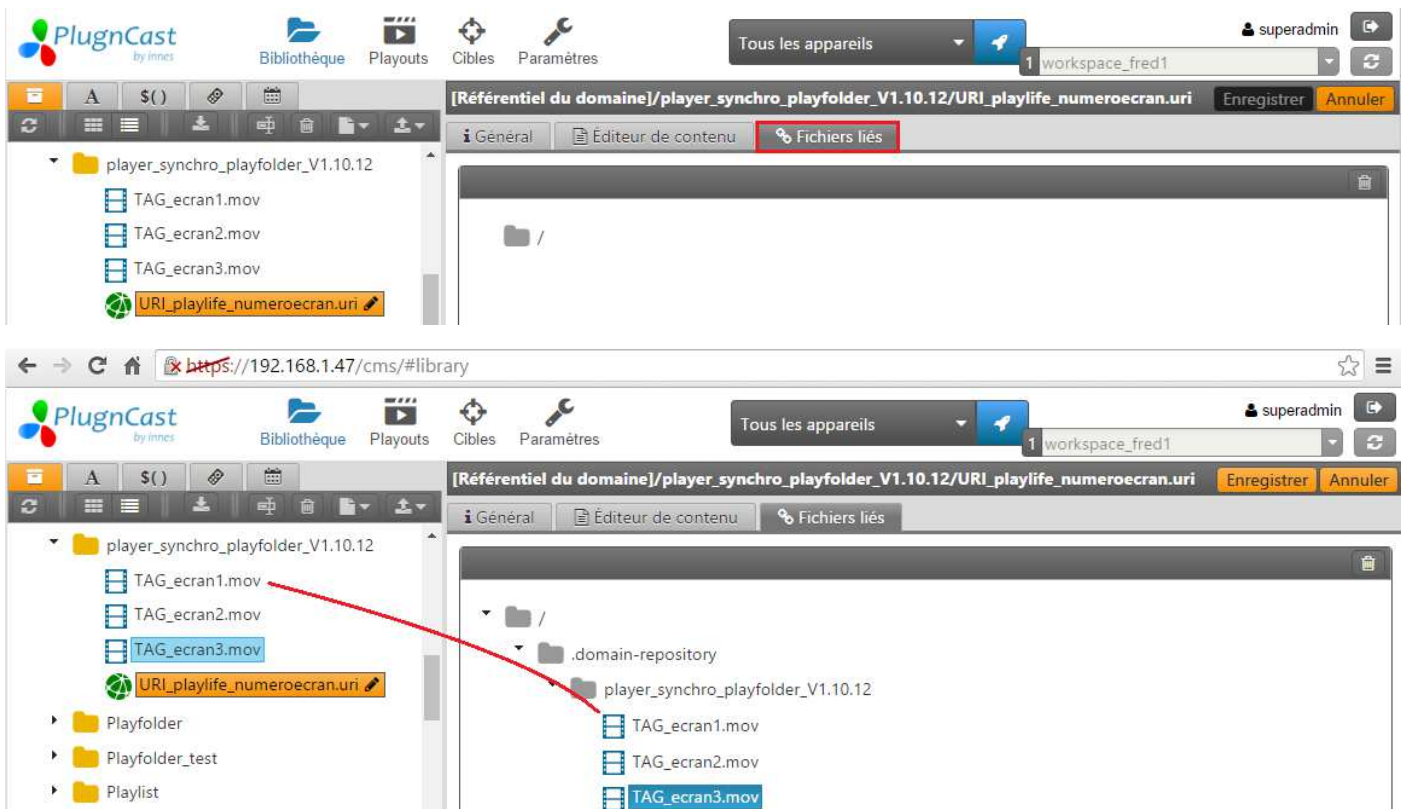 PlugnCast
by innes
Bibliothèque
Playouts
Cibles
Paramètres
Tous les appareils
superadmin
1 workspace_fred1
A
$()
[Référentiel du domaine]/player_synchro_playfolder_V1.10.12/URI_playlife_numeroecran.uri
Enregistrer
Annuler
i Général
Éditeur de contenu
Fichiers liés
player_synchro_playfolder_V1.10.12
TAG_ecran1.mov
TAG_ecran2.mov
TAG_ecran3.mov
URI_playlife_numeroecran.uri
/
https://192.168.1.47/cms/#library
PlugnCast
by innes
Bibliothèque
Playouts
Cibles
Paramètres
Tous les appareils
superadmin
1 workspace_fred1
A
$()
[Référentiel du domaine]/player_synchro_playfolder_V1.10.12/URI_playlife_numeroecran.uri
Enregistrer
Annuler
i Général
Éditeur de contenu
Fichiers liés
player_synchro_playfolder_V1.10.12
TAG_ecran1.mov
TAG_ecran2.mov
TAG_ecran3.mov
URI_playlife_numeroecran.uri
Playfolder
Playfolder_test
Playlist
/
.domain-repository
player_synchro_playfolder_V1.10.12
TAG_ecran1.mov
TAG_ecran2.mov
TAG_ecran3.mov